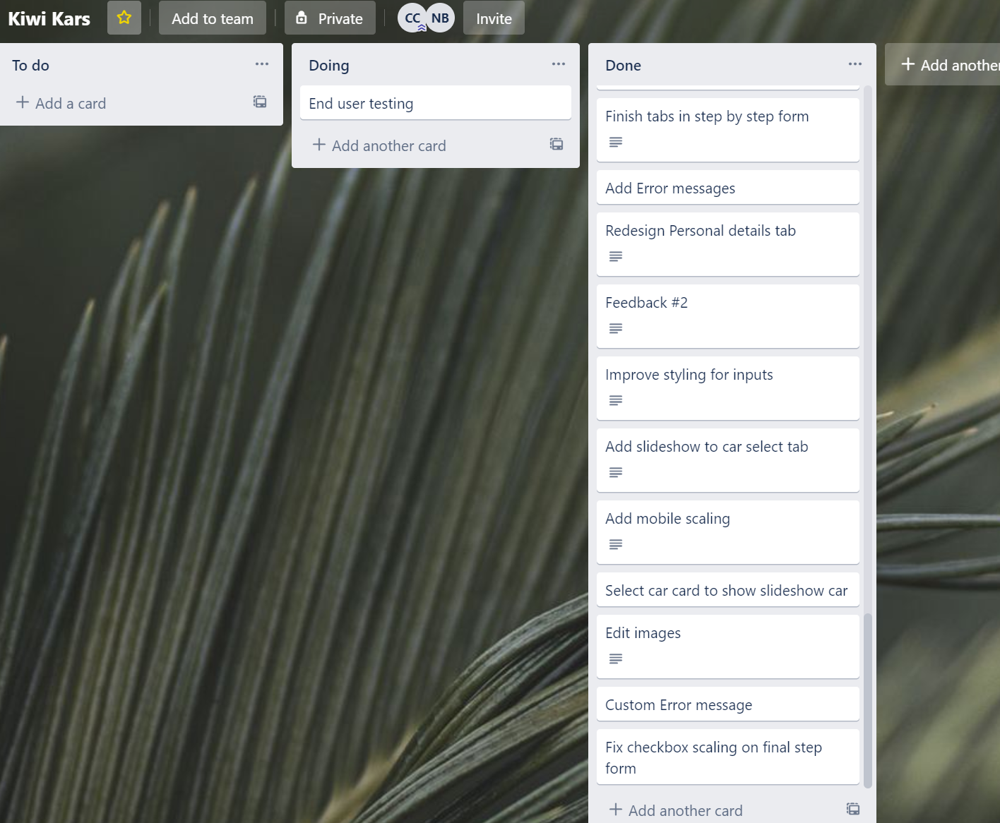 Kiwi Kars
Add to team
Private
CC
NB
Invite
To do
Add a card
Doing
End user testing
Add another card
Done
Finish tabs in step by step form
Add Error messages
Redesign Personal details tab
Feedback #2
Improve styling for inputs
Add slideshow to car select tab
Add mobile scaling
Select car card to show slideshow car
Edit images
Custom Error message
Fix checkbox scaling on final step
form
Add another card
Add another